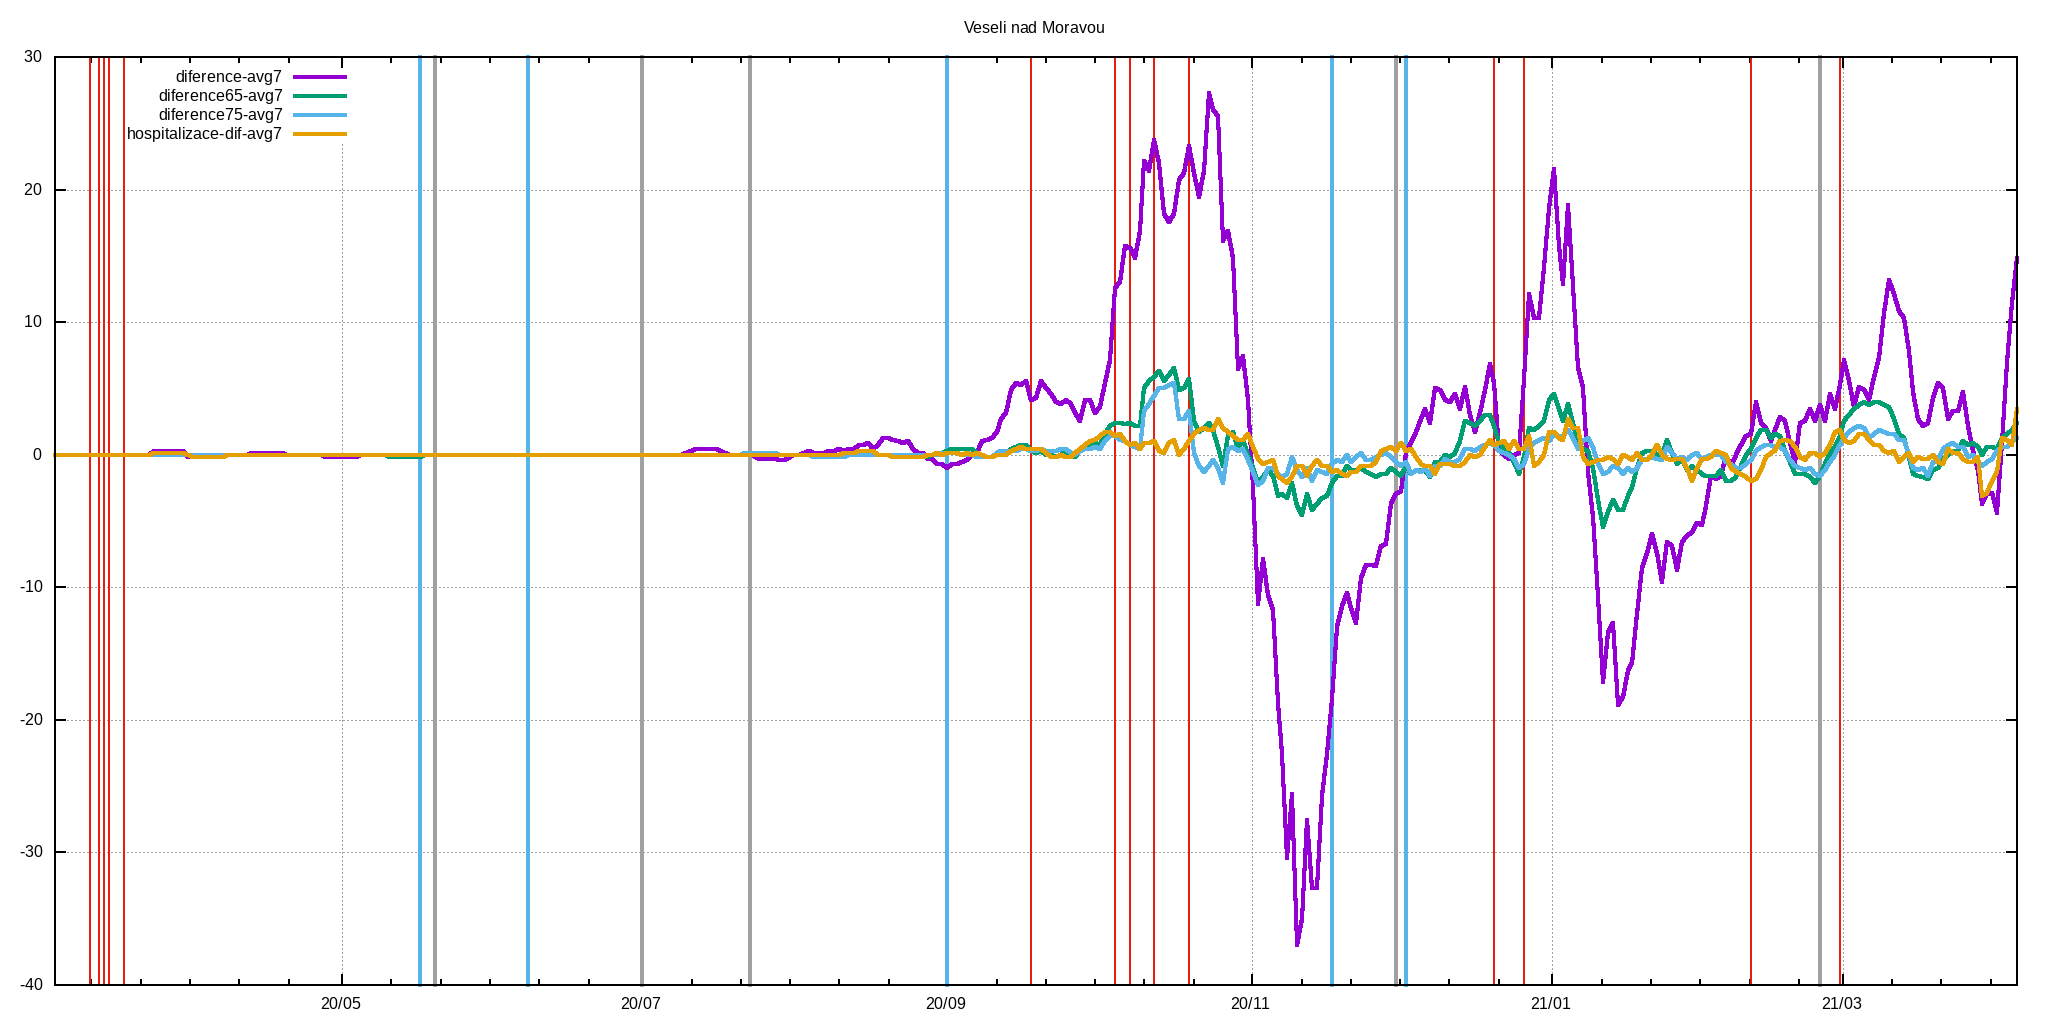 Veseli nad Moravou
30
20
10
0
-10
-20
-30
-40
diference-avg7
diference65-avg7
diference75-avg7
hospitalizace-dif-avg7
20/05
20/07
20/09
20/11
21/01
21/03